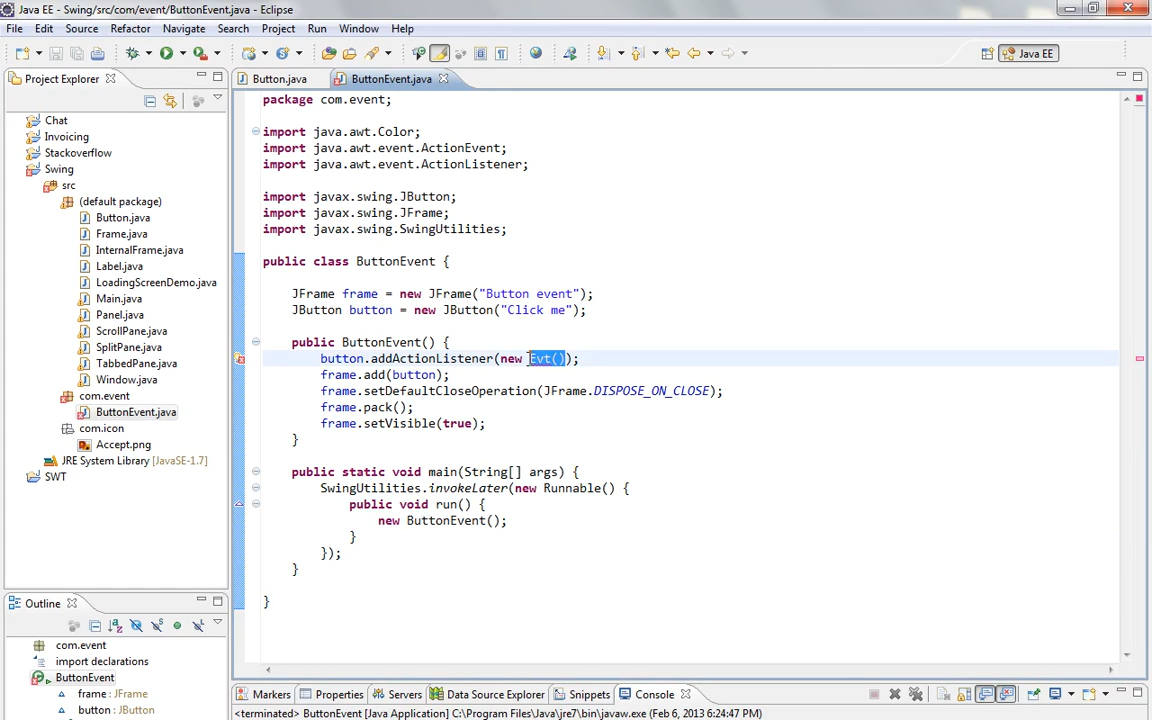 Java EE - Swing/src/com/event/ButtonEvent.java - Eclipse
File Edit Source Refactor Navigate Search Project Run Window Help
Java EE
Project Explorer
Button.java
ButtonEvent.java
Chat
Invoicing
Stackoverflow
Swing
src
(default package)
Button.java
Frame.java
InternalFrame.java
Label.java
LoadingScreenDemo.java
Main.java
Panel.java
ScrollPane.java
SplitPane.java
TabbedPane.java
Window.java
com.event
ButtonEvent.java
com.icon
Accept.png
JRE System Library [JavaSE-1.7]
SWT
Outline
com.event
import declarations
ButtonEvent
frame : JFrame
button : JButton
package com.event;
import java.awt.Color;
import java.awt.event.ActionEvent;
import java.awt.event.ActionListener;
import javax.swing.JButton;
import javax.swing.JFrame;
import javax.swing.SwingUtilities;
public class ButtonEvent {
JFrame frame = new JFrame("Button event");
JButton button = new JButton("Click me");
public ButtonEvent() {
button.addActionListener(new Evt());
frame.add(button);
frame.setDefaultCloseOperation(JFrame.DISPOSE_ON_CLOSE);
frame.pack();
frame.setVisible(true);
}
public static void main(String[] args) {
SwingUtilities.invokeLater(new Runnable() {
public void run() {
new ButtonEvent();
}
});
}
}
Markers Properties Servers Data Source Explorer Snippets Console
<terminated> ButtonEvent [Java Application] C:\Program Files\Java\jre7\bin\javaw.exe (Feb 6, 2013 6:24:47 PM)